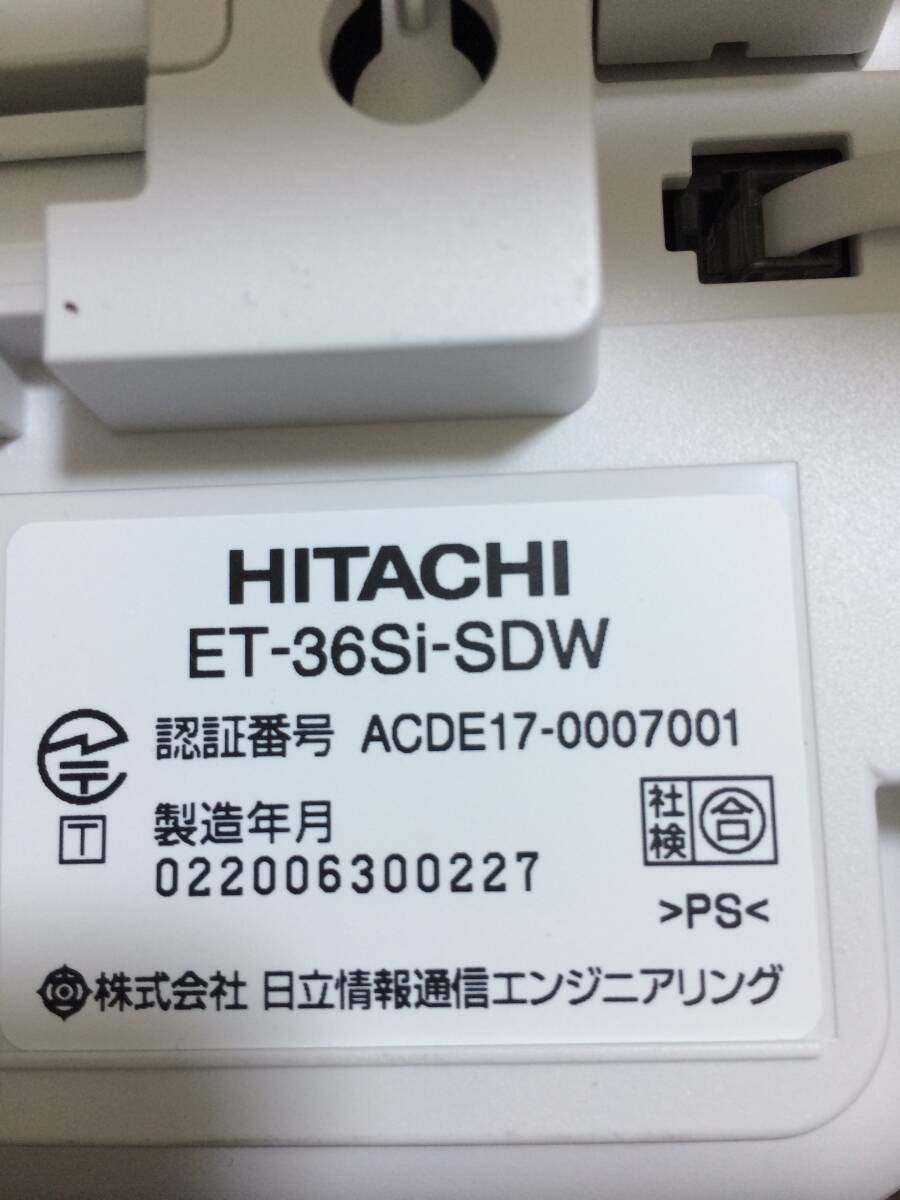 HITACHI
ET-36Si-SDW
認証番号 ACDE17-0007001
T
製造年月
022006300227
社検 合
>PS<
株式会社 日立情報通信エンジニアリング